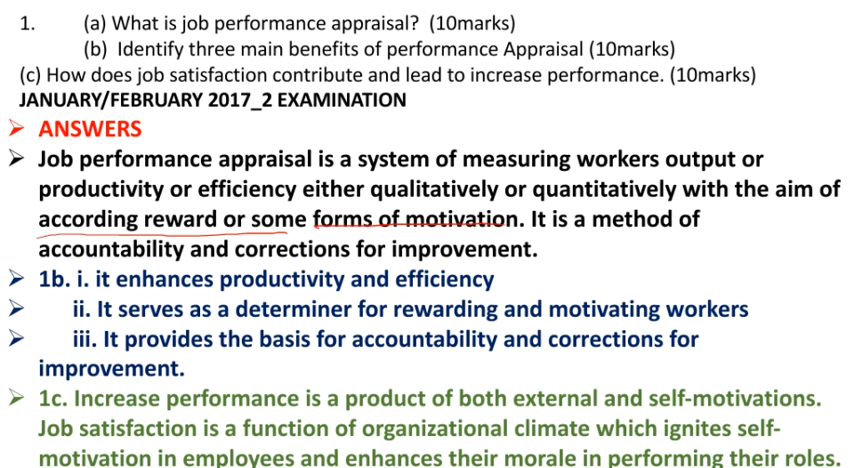 1. (a) What is job performance appraisal? (10marks)
(b) Identify three main benefits of performance Appraisal (10marks)
(c) How does job satisfaction contribute and lead to increase performance. (10marks)
JANUARY/FEBRUARY 2017_2 EXAMINATION
➢ ANSWERS
➢ Job performance appraisal is a system of measuring workers output or
productivity or efficiency either qualitatively or quantitatively with the aim of
according reward or some forms of motivation. It is a method of
accountability and corrections for improvement.
➢ 1b. i. it enhances productivity and efficiency
➢ ii. It serves as a determiner for rewarding and motivating workers
➢ iii. It provides the basis for accountability and corrections for
improvement.
➢ 1c. Increase performance is a product of both external and self-motivations.
Job satisfaction is a function of organizational climate which ignites self-
motivation in employees and enhances their morale in performing their roles.